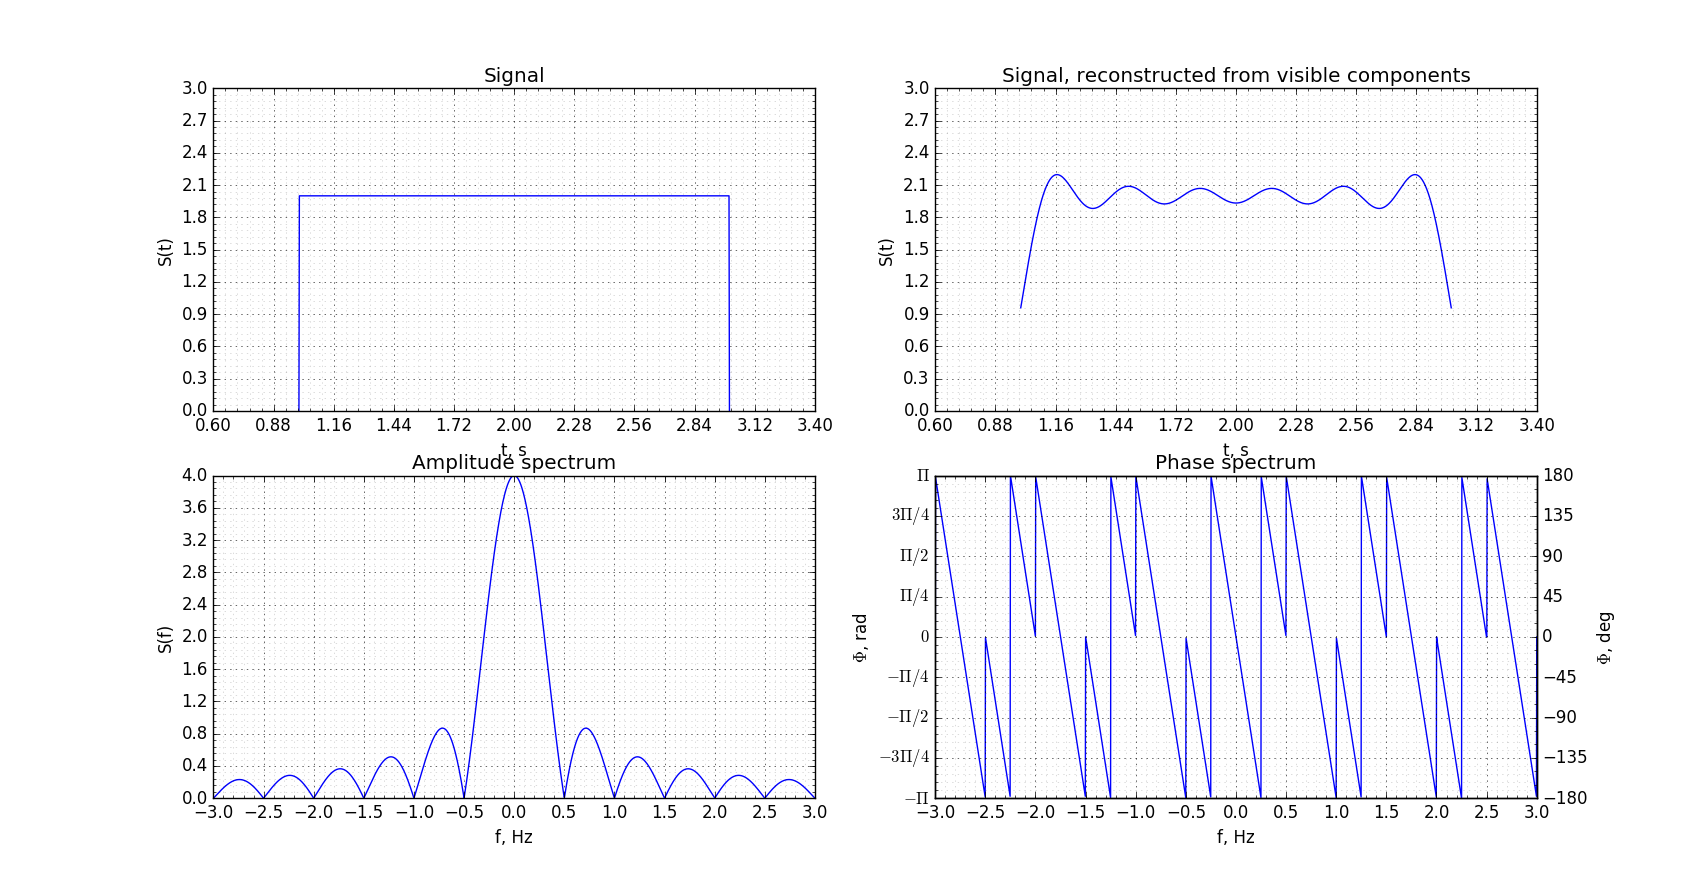 Signal
3.0
2.7
2.4
2.1
1.8
1.5
1.2
0.9
0.6
0.3
0.0
S(t)
0.60 0.88 1.16 1.44 1.72 2.00 2.28 2.56 2.84 3.12 3.40
t, s
Signal, reconstructed from visible components
3.0
2.7
2.4
2.1
1.8
1.5
1.2
0.9
0.6
0.3
0.0
S(t)
0.60 0.88 1.16 1.44 1.72 2.00 2.28 2.56 2.84 3.12 3.40
t, s
Amplitude spectrum
4.0
3.6
3.2
2.8
2.4
2.0
1.6
1.2
0.8
0.4
0.0
S(f)
−3.0 −2.5 −2.0 −1.5 −1.0 −0.5 0.0 0.5 1.0 1.5 2.0 2.5 3.0
f, Hz
Phase spectrum
Π
3Π/4
Π/2
Π/4
0
−Π/4
−Π/2
−3Π/4
−Π
Φ, rad
180
135
90
45
0
−45
−90
−135
−180
Φ, deg
−3.0 −2.5 −2.0 −1.5 −1.0 −0.5 0.0 0.5 1.0 1.5 2.0 2.5 3.0
f, Hz